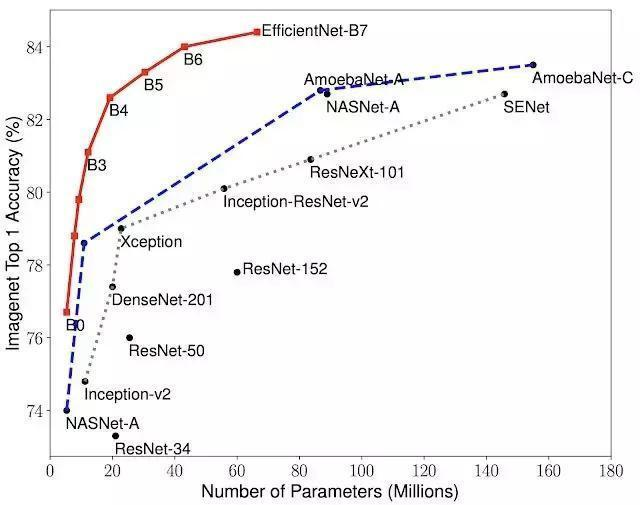 84
EfficientNet-B7
B6
B5
AmoebaNet-A
AmoebaNet-C
B4
NASNet-A
SENet
82
B3
ResNeXt-101
80
Inception-ResNet-v2
Xception
78
ResNet-152
DenseNet-201
B0
76
ResNet-50
Inception-v2
74
NASNet-A
ResNet-34
0 20 40 60 80 100 120 140 160 180
Number of Parameters (Millions)
Imagenet Top 1 Accuracy (%)